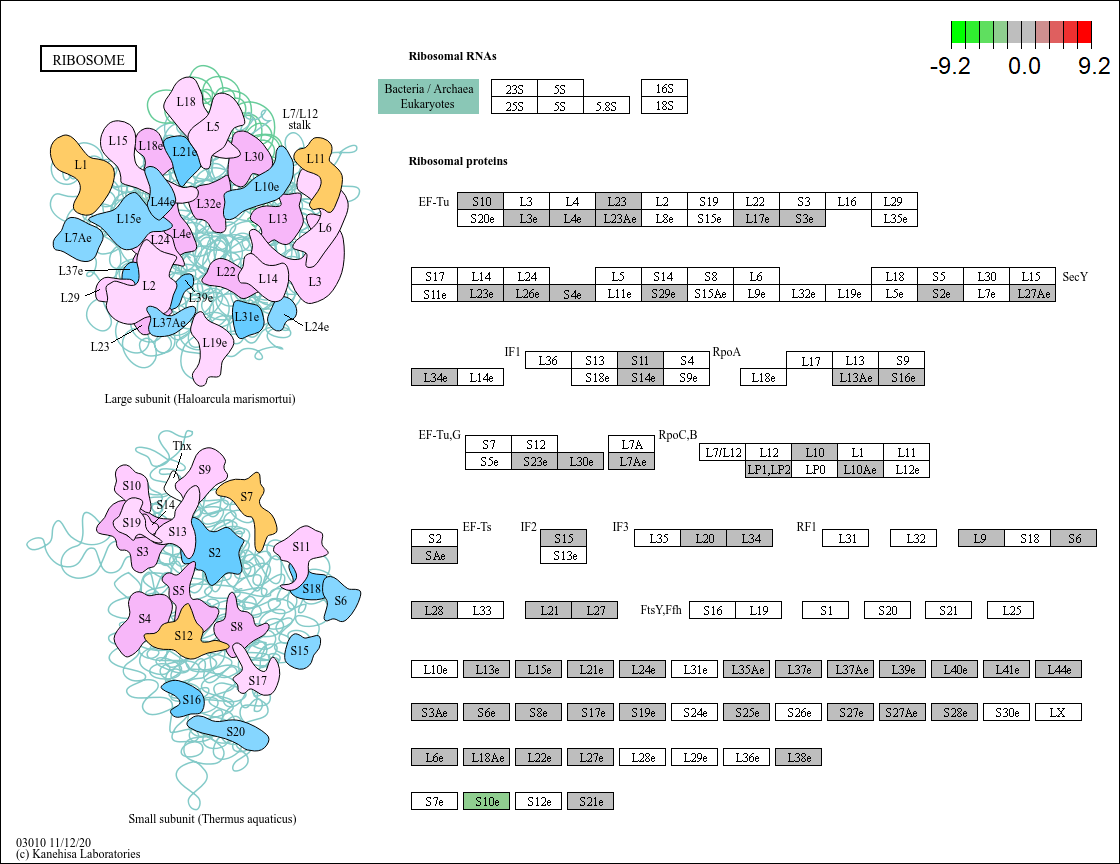 RIBOSOME
-9.2 0.0 9.2
Ribosomal RNAs
Bacteria / Archaea
Eukaryotes
23S 5S 16S
25S 5S 5.8S 18S
Ribosomal proteins
EF-Tu S10 L3 L4 L23 L2 S19 L22 S3 L16 L29
S20e L3e L4e L23Ae L8e S15e L17e S3e L35e
S17 L14 L24 L5 S14 S8 L6 L18 S5 L30 L15 SecY
S11e L23e L26e S4e L11e S29e S15Ae L9e L32e L19e L5e S2e L7e L27Ae
IF1 L36 S13 S11 S4 RpoA L17 L13 S9
L34e L14e S18e S14e S9e L18e L13Ae S16e
EF-Tu,G S7 S12 L7A RpoC,B L7/L12 L12 L10 L1 L11
S5e S23e L30e L7Ae LP1,LP2 LP0 L10Ae L12e
S2 EF-Ts IF2 S15 IF3 L35 L20 L34 RF1 L31 L32 L9 S18 S6
SAe S13e
L28 L33 L21 L27 FtsY,Ffh S16 L19 S1 S20 S21 L25
L10e L13e L15e L21e L24e L31e L35Ae L37e L37Ae L39e L40e L41e L44e
S3Ae S6e S8e S17e S19e S24e S25e S26e S27e S27Ae S28e S30e LX
L6e L18Ae L22e L27e L28e L29e L36e L38e
S7e S10e S12e S21e
L18
L5
L7/L12
stalk
L15 L18e L21e L30 L11
L1
L44e L32e L10e
L15e L13
L7Ae L24 L4e L6
L37e L2 L22 L14 L3
L29 L39e
L37Ae L31e L24e
L23 L19e
Large subunit (Haloarcula marismortui)
Thx
S9
S10 S14 S7
S19 S13
S3 S2 S11
S5 S18 S6
S4 S12 S8
S15
S17
S16
S20
Small subunit (Thermus aquaticus)
03010 11/12/20
(c) Kanehisa Laboratories